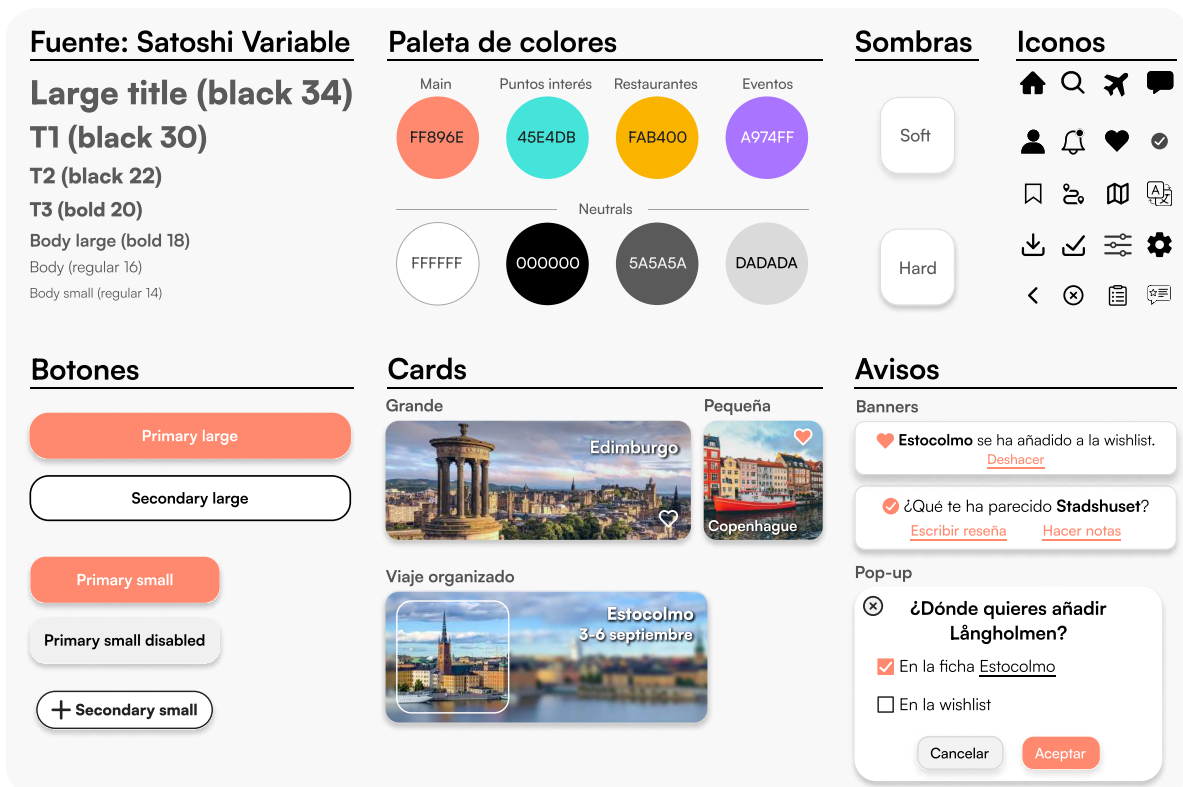 Fuente: Satoshi Variable
Large title (black 34)
T1 (black 30)
T2 (black 22)
T3 (bold 20)
Body large (bold 18)
Body (regular 16)
Body small (regular 14)
Paleta de colores
Main
Puntos interés
Restaurantes
Eventos
FF896E
45E4DB
FAB400
A974FF
Neutrals
FFFFFF
000000
5A5A5A
DADADA
Sombras
Soft
Hard
Iconos
A
Botones
Primary large
Secondary large
Primary small
Primary small disabled
Secondary small
Cards
Grande
Edimburgo
Pequeña
Copenhague
Viaje organizado
Estocolmo
3-6 septiembre
Avisos
Banners
Estocolmo se ha añadido a la wishlist.
Deshacer
¿Qué te ha parecido Stadshuset?
Escribir reseña
Hacer notas
Pop-up
¿Dónde quieres añadir
Långholmen?
En la ficha Estocolmo
En la wishlist
Cancelar
Aceptar